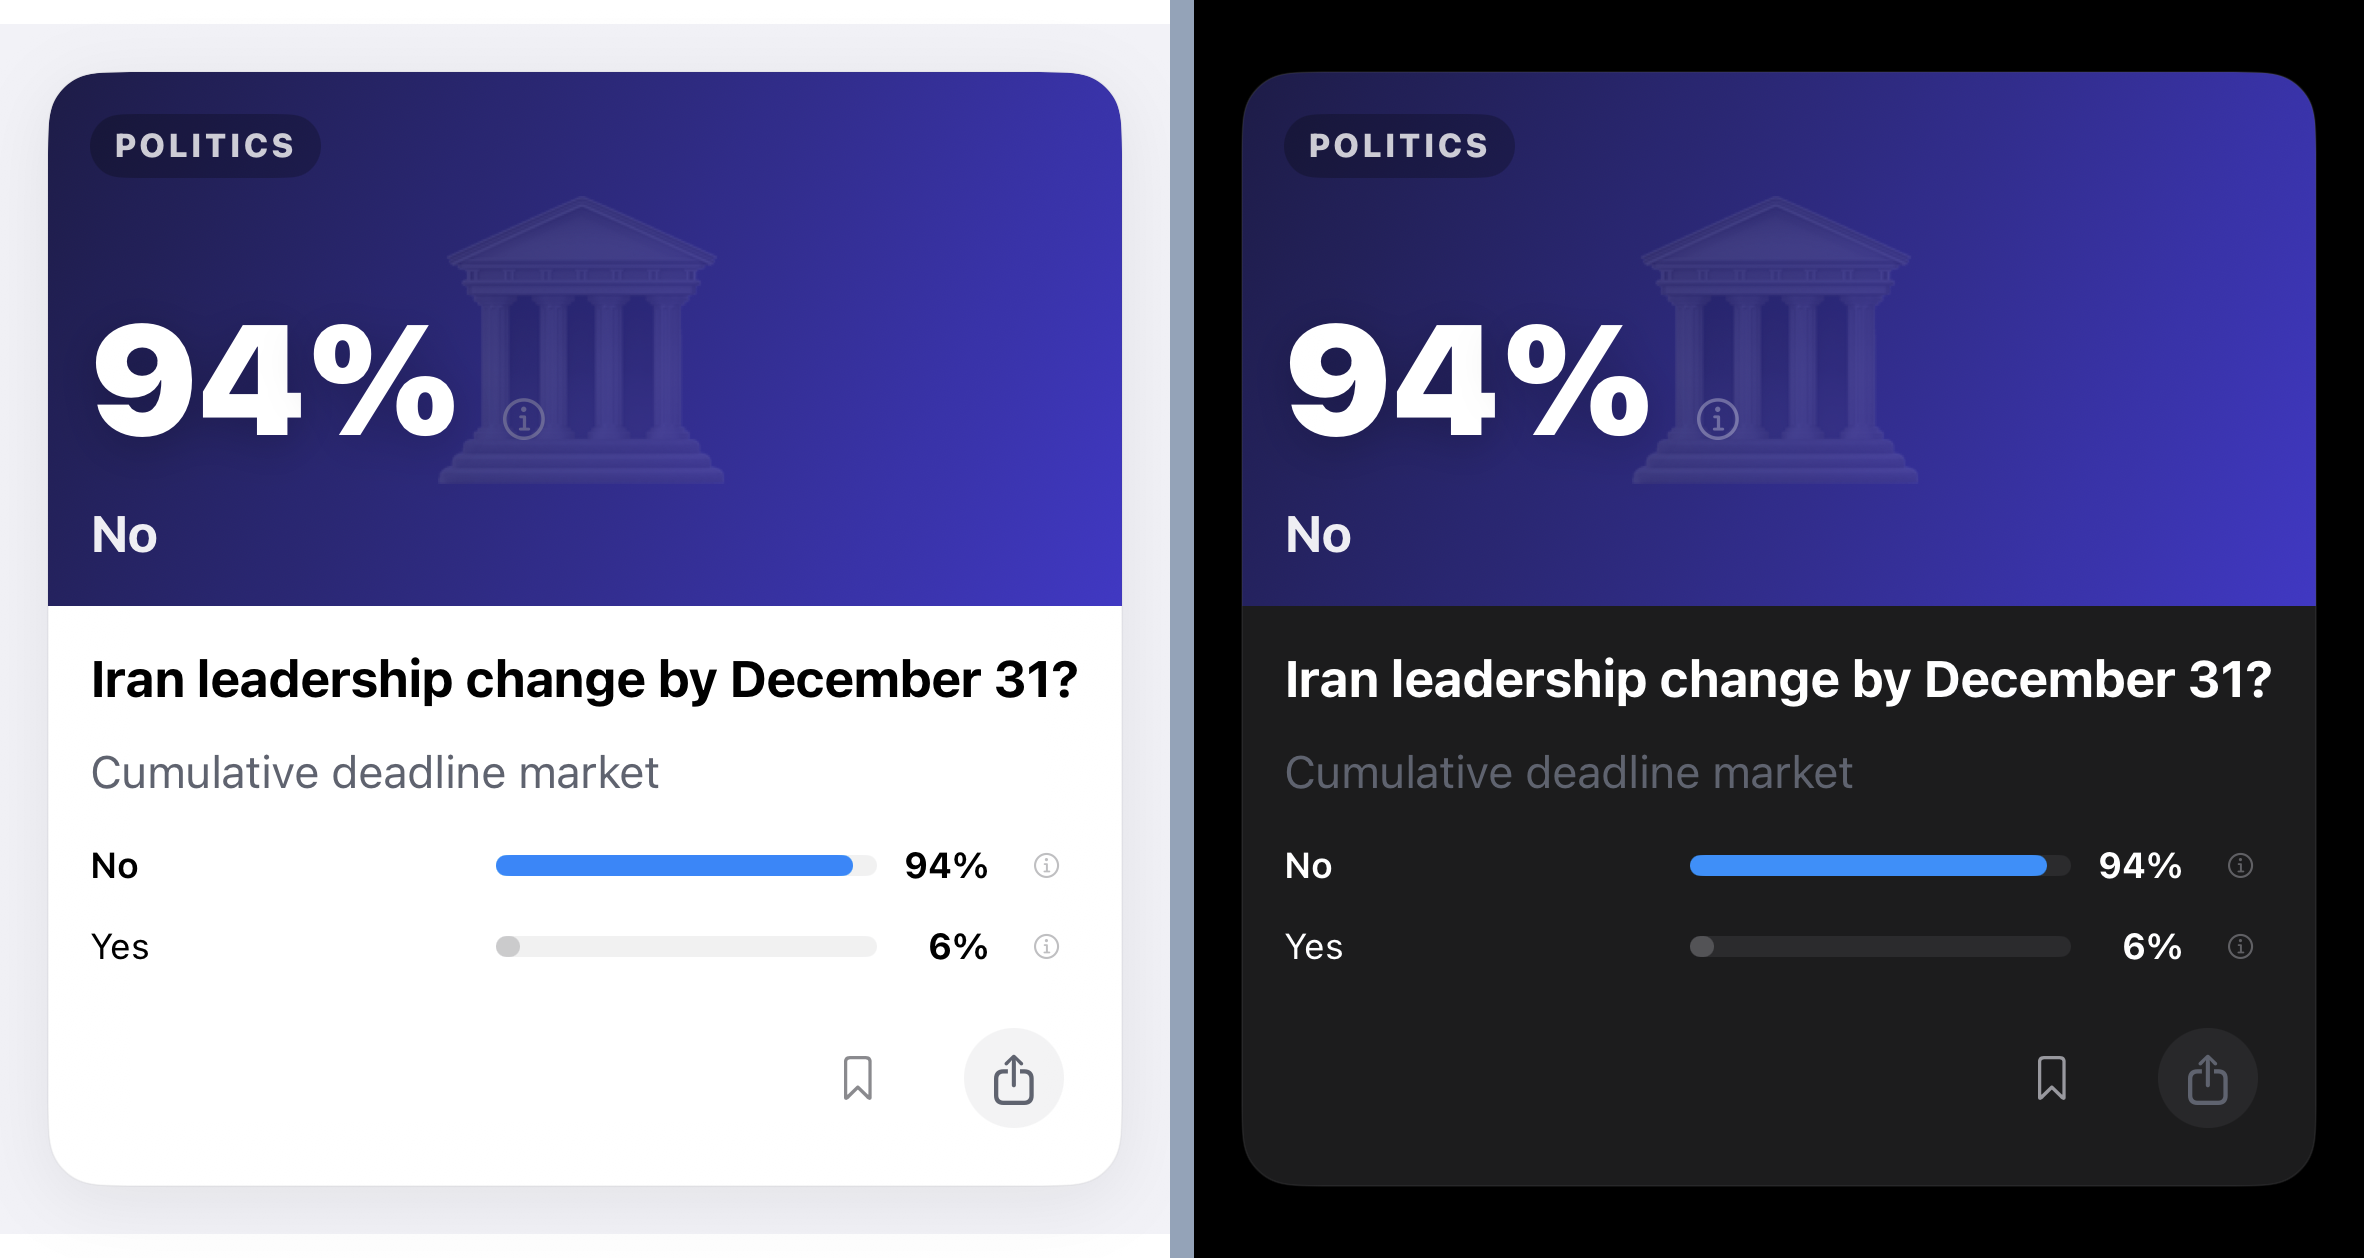 POLITICS
94%
No
Iran leadership change by December 31?
Cumulative deadline market
No 94%
Yes 6%
POLITICS
94%
No
Iran leadership change by December 31?
Cumulative deadline market
No 94%
Yes 6%